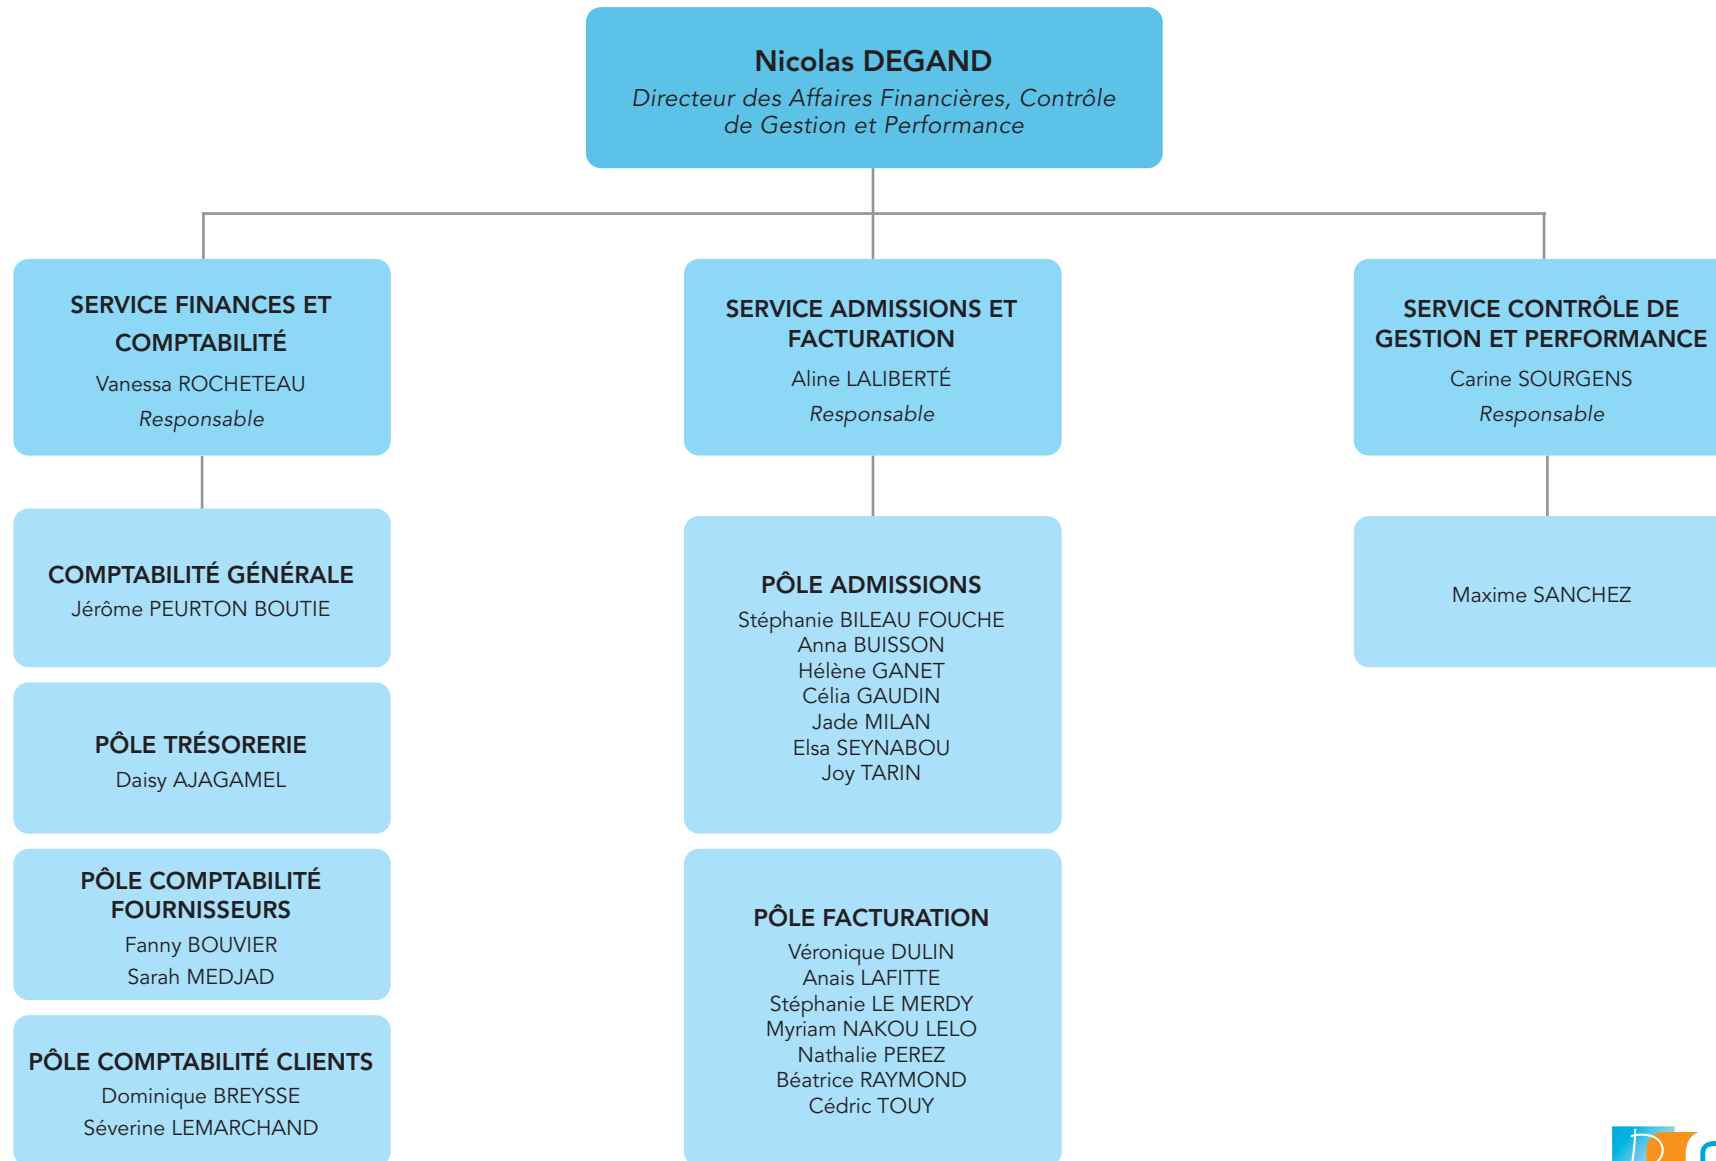 Nicolas DEGAND
Directeur des Affaires Financières, Contrôle
de Gestion et Performance
SERVICE FINANCES ET
COMPTABILITÉ
Vanessa ROCHETEAU
Responsable
COMPTABILITÉ GÉNÉRALE
Jérôme PEURTON BOUTIE
PÔLE TRÉSORERIE
Daisy AJAGAMEL
PÔLE COMPTABILITÉ
FOURNISSEURS
Fanny BOUVIER
Sarah MEDJAD
PÔLE COMPTABILITÉ CLIENTS
Dominique BREYSSE
Séverine LEMARCHAND
SERVICE ADMISSIONS ET
FACTURATION
Aline LALIBERTÉ
Responsable
PÔLE ADMISSIONS
Stéphanie BILEAU FOUCHE
Anna BUISSON
Hélène GANET
Célia GAUDIN
Jade MILAN
Elsa SEYNABOU
Joy TARIN
PÔLE FACTURATION
Véronique DULIN
Anais LAFITTE
Stéphanie LE MERDY
Myriam NAKOU LELO
Nathalie PEREZ
Béatrice RAYMOND
Cédric TOUY
SERVICE CONTRÔLE DE
GESTION ET PERFORMANCE
Carine SOURGENS
Responsable
Maxime SANCHEZ